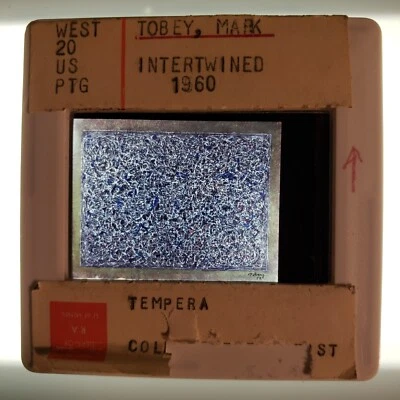 WEST
20
US
PTG
TOBEY, MARK
INTERTWINED
1960
TEMPERA
COL ST